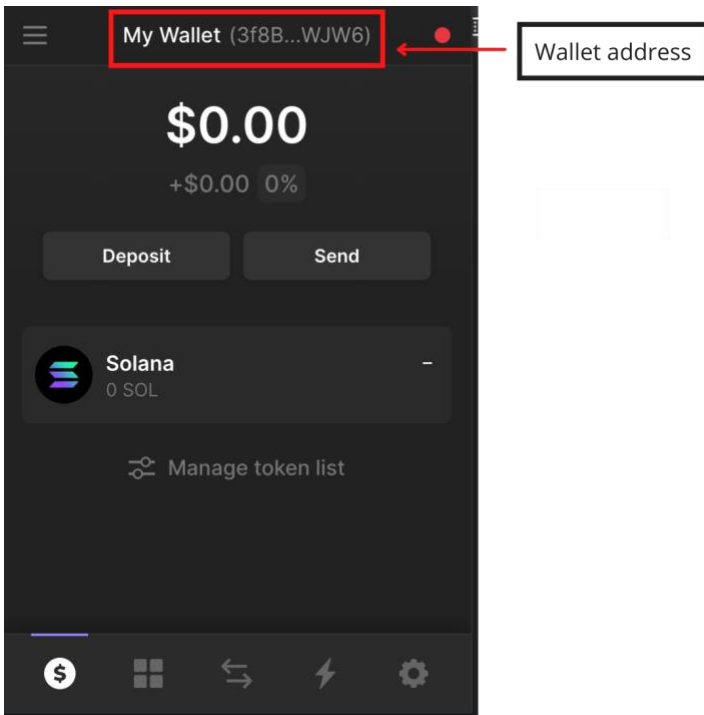 My Wallet (3f8B...WJW6)
Wallet address
$0.00
+$0.00 0%
Deposit
Send
Solana
0 SOL
–
Manage token list
$